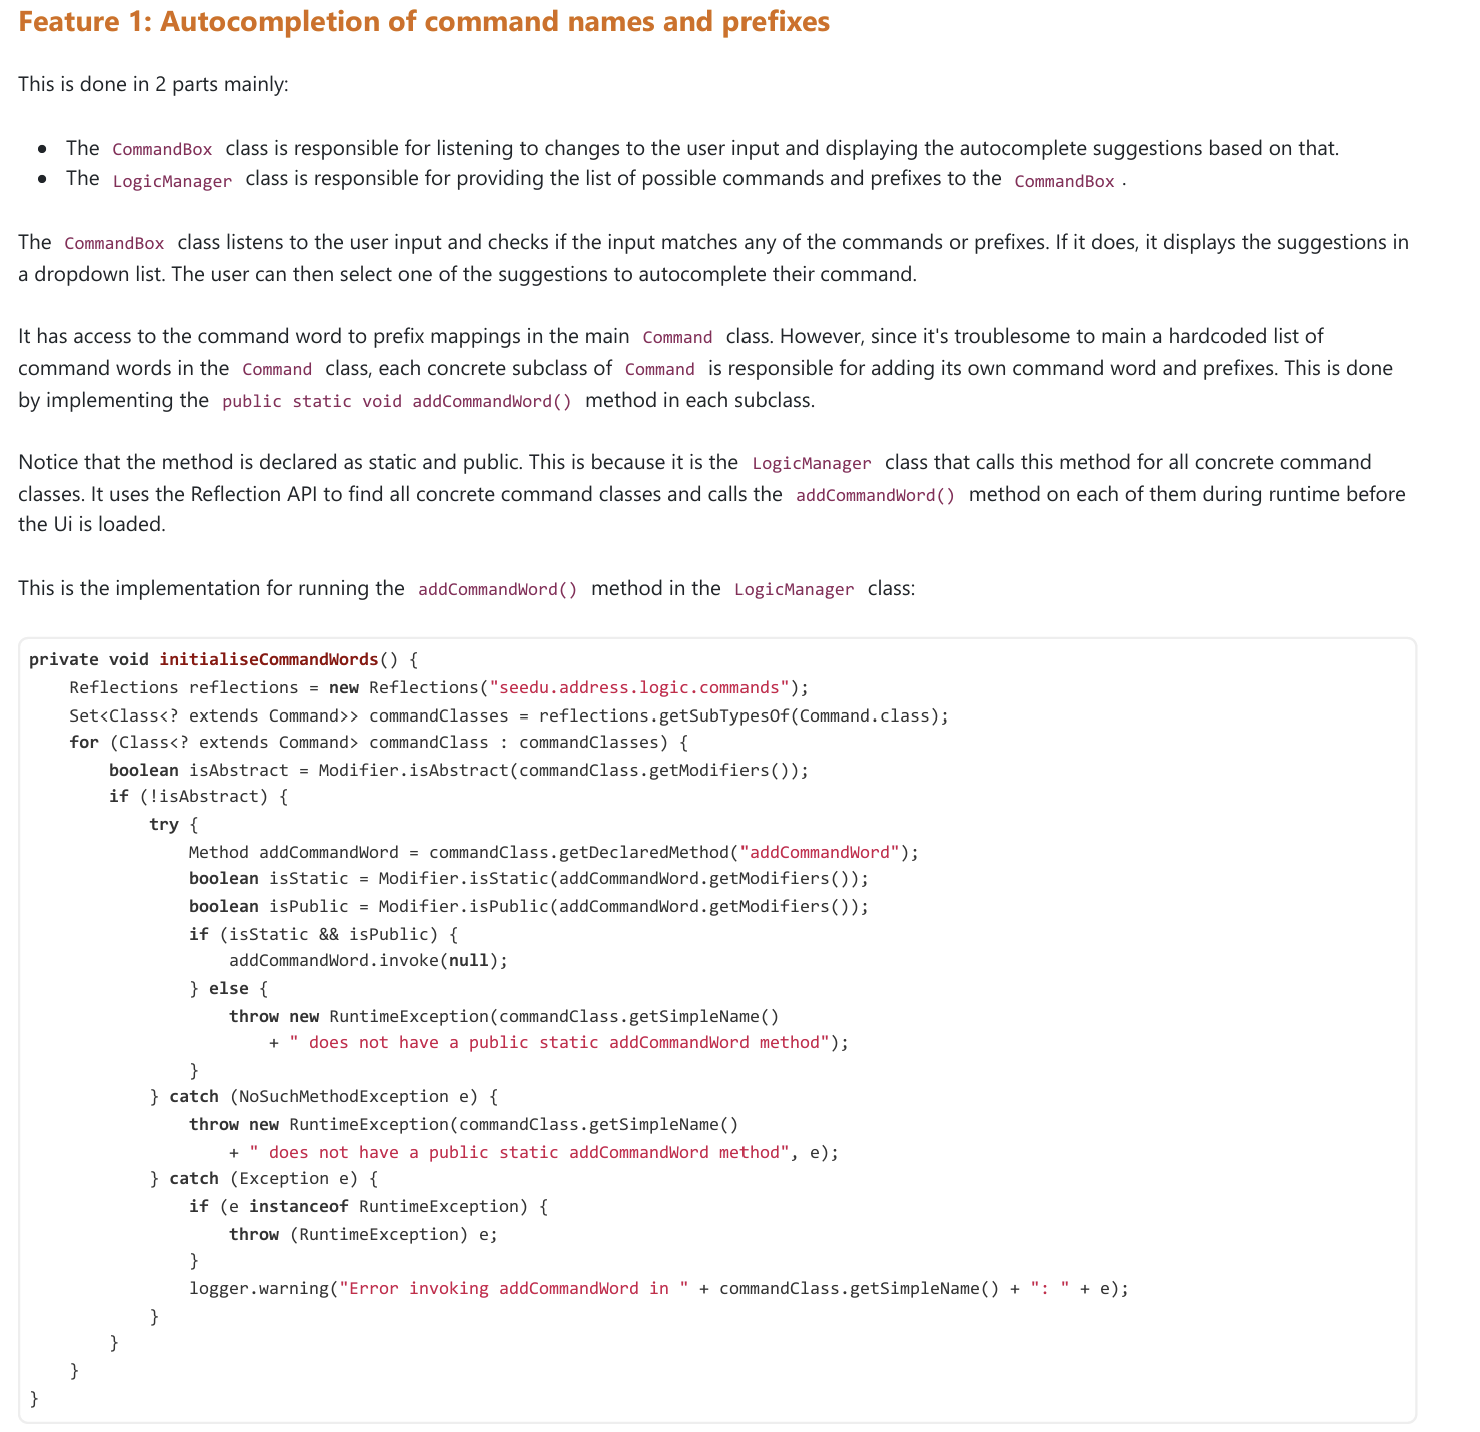 Feature 1: Autocompletion of command names and prefixes
This is done in 2 parts mainly:
• The CommandBox class is responsible for listening to changes to the user input and displaying the autocomplete suggestions based on that.
• The LogicManager class is responsible for providing the list of possible commands and prefixes to the CommandBox .
The CommandBox class listens to the user input and checks if the input matches any of the commands or prefixes. If it does, it displays the suggestions in
a dropdown list. The user can then select one of the suggestions to autocomplete their command.
It has access to the command word to prefix mappings in the main Command class. However, since it's troublesome to main a hardcoded list of
command words in the Command class, each concrete subclass of Command is responsible for adding its own command word and prefixes. This is done
by implementing the public static void addCommandWord() method in each subclass.
Notice that the method is declared as static and public. This is because it is the LogicManager class that calls this method for all concrete command
classes. It uses the Reflection API to find all concrete command classes and calls the addCommandWord() method on each of them during runtime before
the Ui is loaded.
This is the implementation for running the addCommandWord() method in the LogicManager class:
private void initialiseCommandWords() {
    Reflections reflections = new Reflections("seedu.address.logic.commands");
    Set<Class<? extends Command>> commandClasses = reflections.getSubTypesOf(Command.class);
    for (Class<? extends Command> commandClass : commandClasses) {
        boolean isAbstract = Modifier.isAbstract(commandClass.getModifiers());
        if (!isAbstract) {
            try {
                Method addCommandWord = commandClass.getDeclaredMethod("addCommandWord");
                boolean isStatic = Modifier.isStatic(addCommandWord.getModifiers());
                boolean isPublic = Modifier.isPublic(addCommandWord.getModifiers());
                if (isStatic && isPublic) {
                    addCommandWord.invoke(null);
                } else {
                    throw new RuntimeException(commandClass.getSimpleName()
                        + " does not have a public static addCommandWord method");
                }
            } catch (NoSuchMethodException e) {
                throw new RuntimeException(commandClass.getSimpleName()
                    + " does not have a public static addCommandWord method", e);
            } catch (Exception e) {
                if (e instanceof RuntimeException) {
                    throw (RuntimeException) e;
                }
                logger.warning("Error invoking addCommandWord in " + commandClass.getSimpleName() + ": " + e);
            }
        }
    }
}